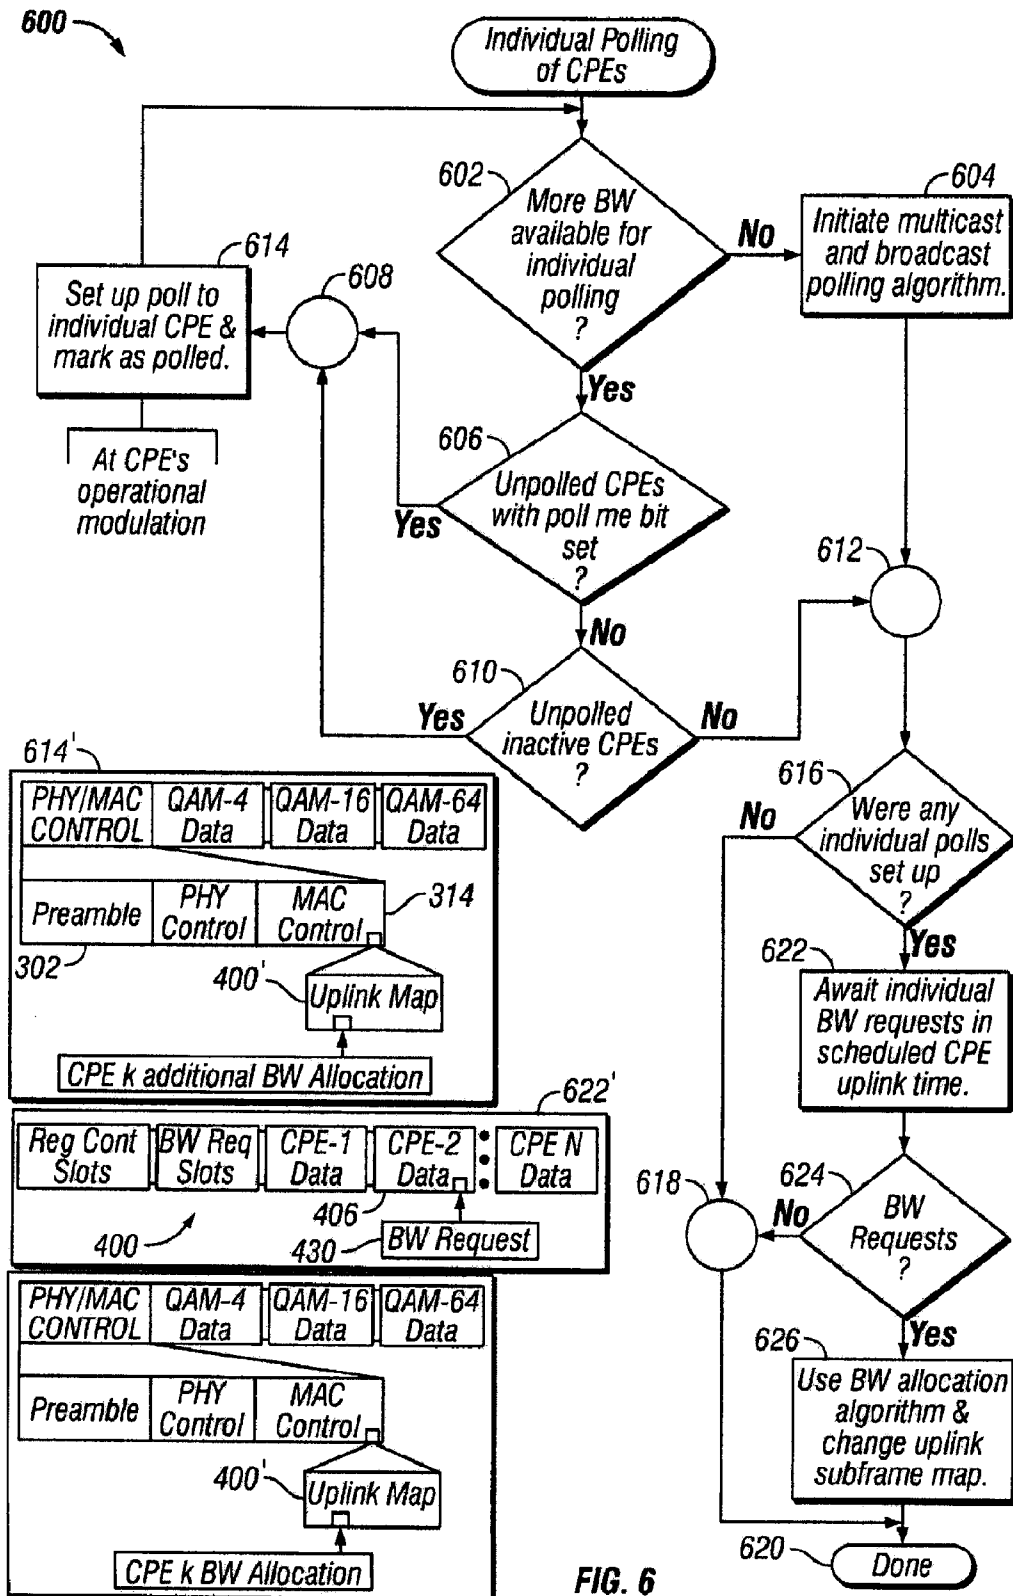 600
Individual Polling
of CPEs
602
More BW
available for
individual
polling
?
No
604
Initiate multicast
and broadcast
polling algorithm.
614
Set up poll to
individual CPE &
mark as polled.
608
Yes
At CPE's
operational
modulation
606
Unpolled CPEs
with poll me bit
set
?
Yes
612
No
610
Unpolled
inactive CPEs
?
Yes
No
614'
PHY/MAC
CONTROL
QAM-4
Data
QAM-16
Data
QAM-64
Data
Preamble
PHY
Control
MAC
Control
314
302
400'
Uplink Map
CPE k additional BW Allocation
616
Were any
individual polls
set up
?
No
Yes
622
Await individual
BW requests in
scheduled CPE
uplink time.
622'
Reg Cont
Slots
BW Req
Slots
CPE-1
Data
CPE-2
Data
CPE N
Data
406
400
430
BW Request
618
624
BW
Requests
?
No
Yes
PHY/MAC
CONTROL
QAM-4
Data
QAM-16
Data
QAM-64
Data
Preamble
PHY
Control
MAC
Control
400'
Uplink Map
CPE k BW Allocation
626
Use BW allocation
algorithm &
change uplink
subframe map.
620
Done
FIG. 6